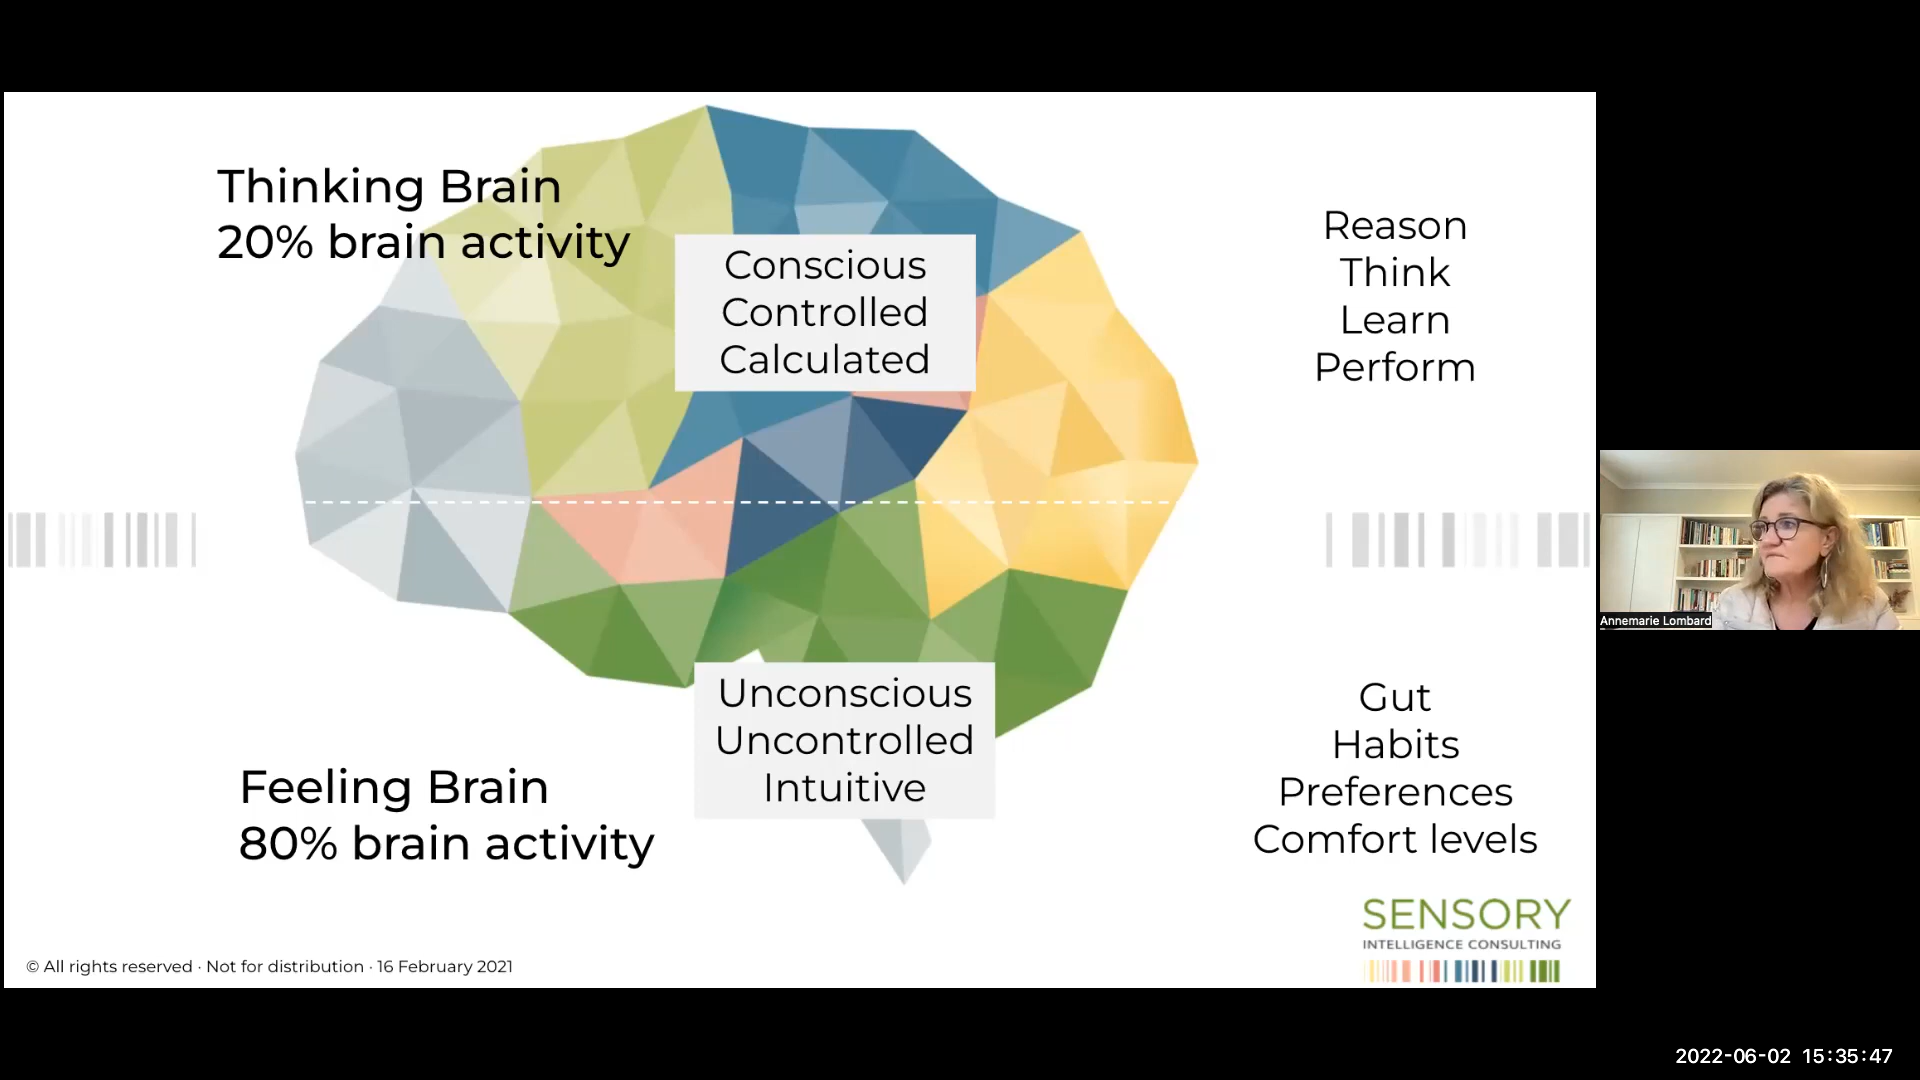 Thinking Brain
20% brain activity
Conscious
Controlled
Calculated
Reason
Think
Learn
Perform
Annemarie Lombard
Unconscious
Uncontrolled
Intuitive
Feeling Brain
80% brain activity
Gut
Habits
Preferences
Comfort levels
SENSORY
INTELLIGENCE CONSULTING
© All rights reserved · Not for distribution · 16 February 2021
2022-06-02 15:35:47